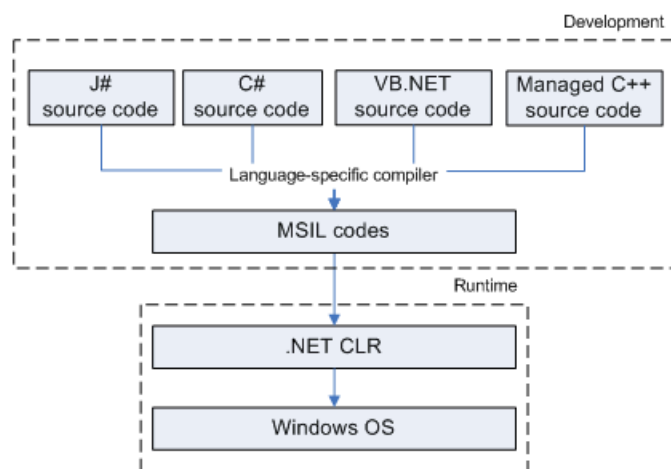 Development
J#
source code
C#
source code
VB.NET
source code
Managed C++
source code
Language-specific compiler
MSIL codes
Runtime
.NET CLR
Windows OS